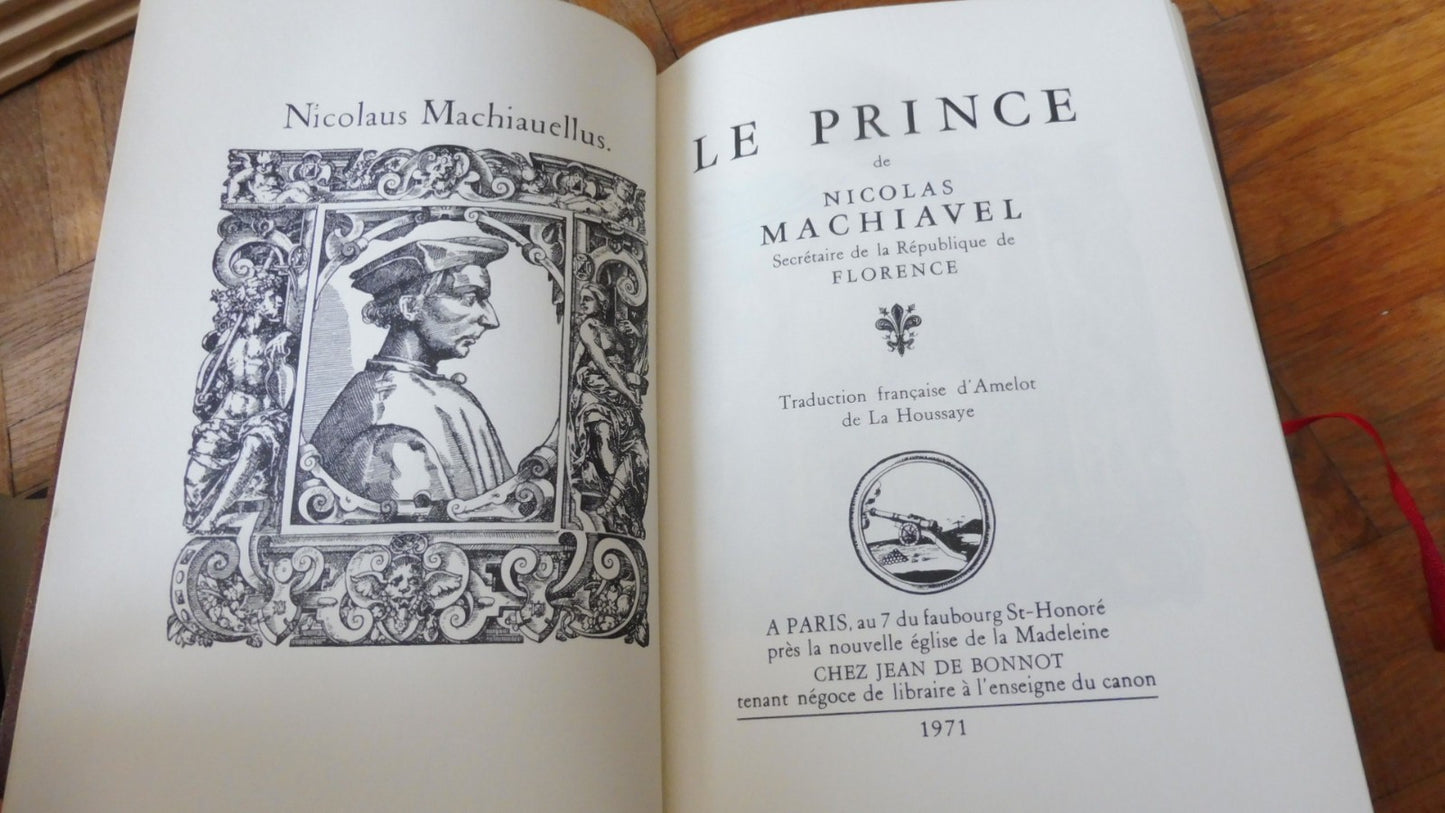 Nicolaus Machiauellus.
LE PRINCE
de
NICOLAS
MACHIAVEL
Secrétaire de la République de
FLORENCE
Traduction française d'Amelot
de La Houssaye
A PARIS, au 7 du faubourg St-Honoré
près la nouvelle église de la Madeleine
CHEZ JEAN DE BONNOT
tenant négoce de libraire à l'enseigne du canon
1971